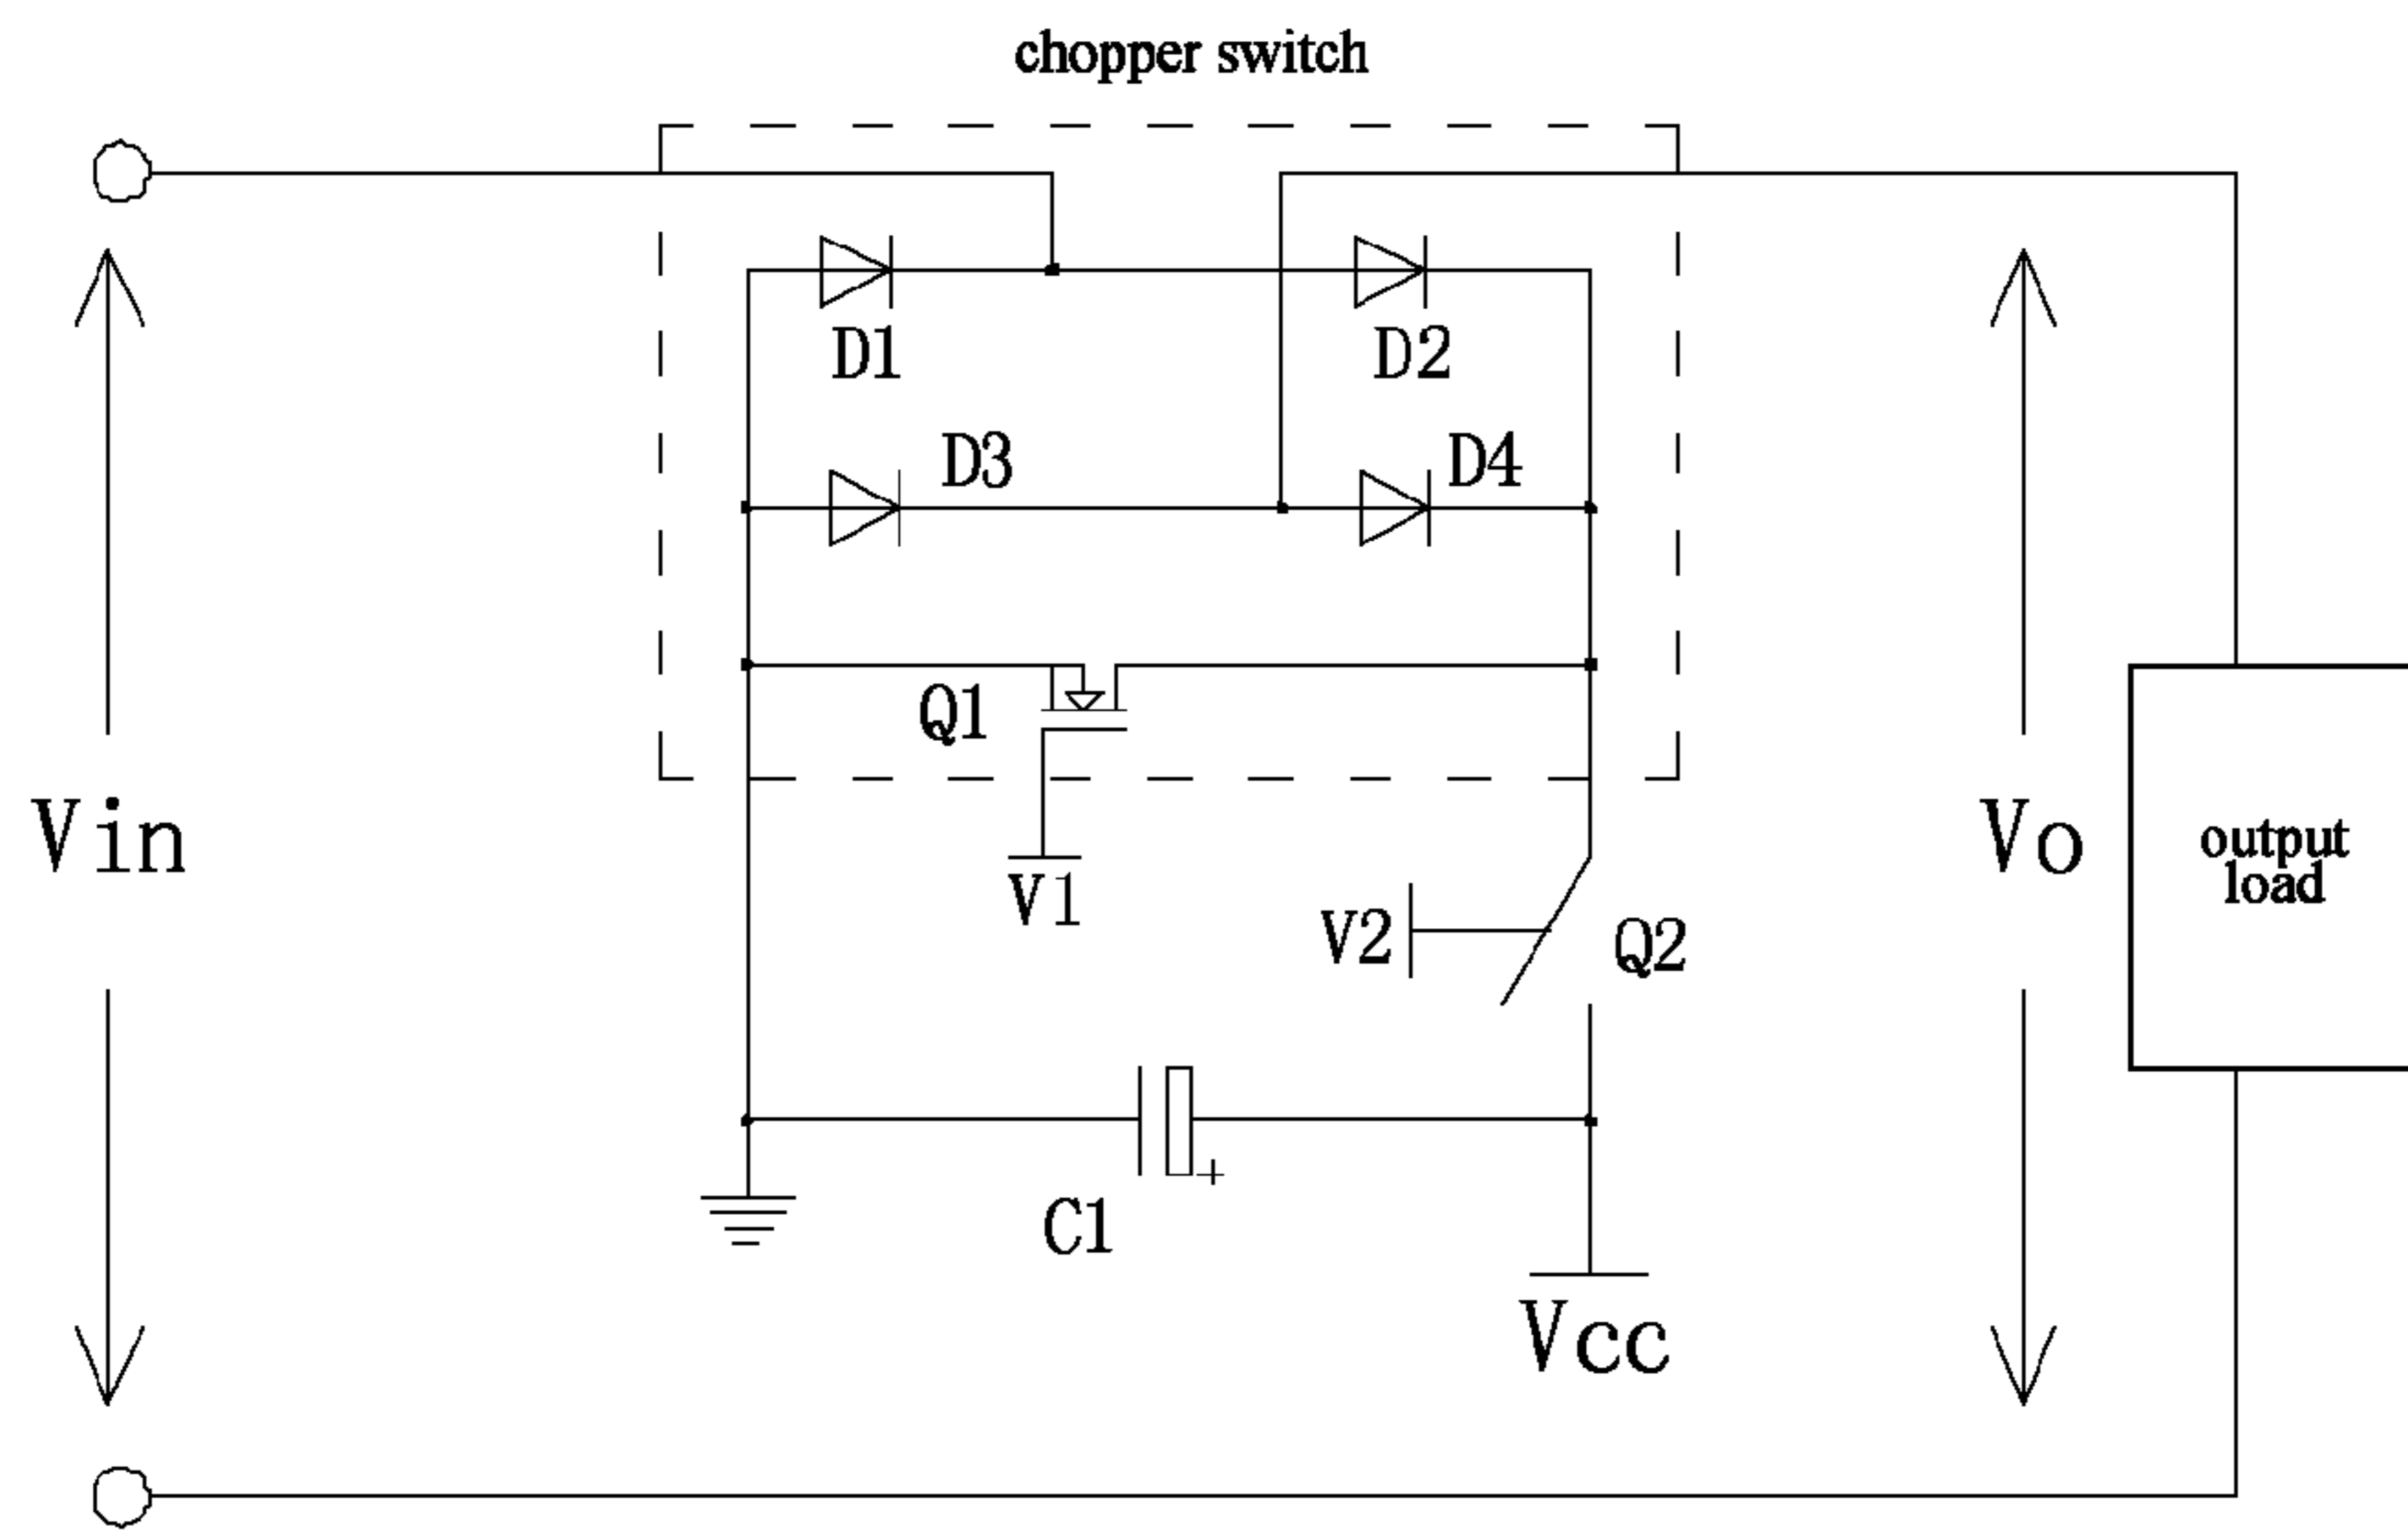 chopper switch
D1
D2
D3
D4
Q1
Vin
Vo
output
load
V1
V2
Q2
+
C1
Vcc